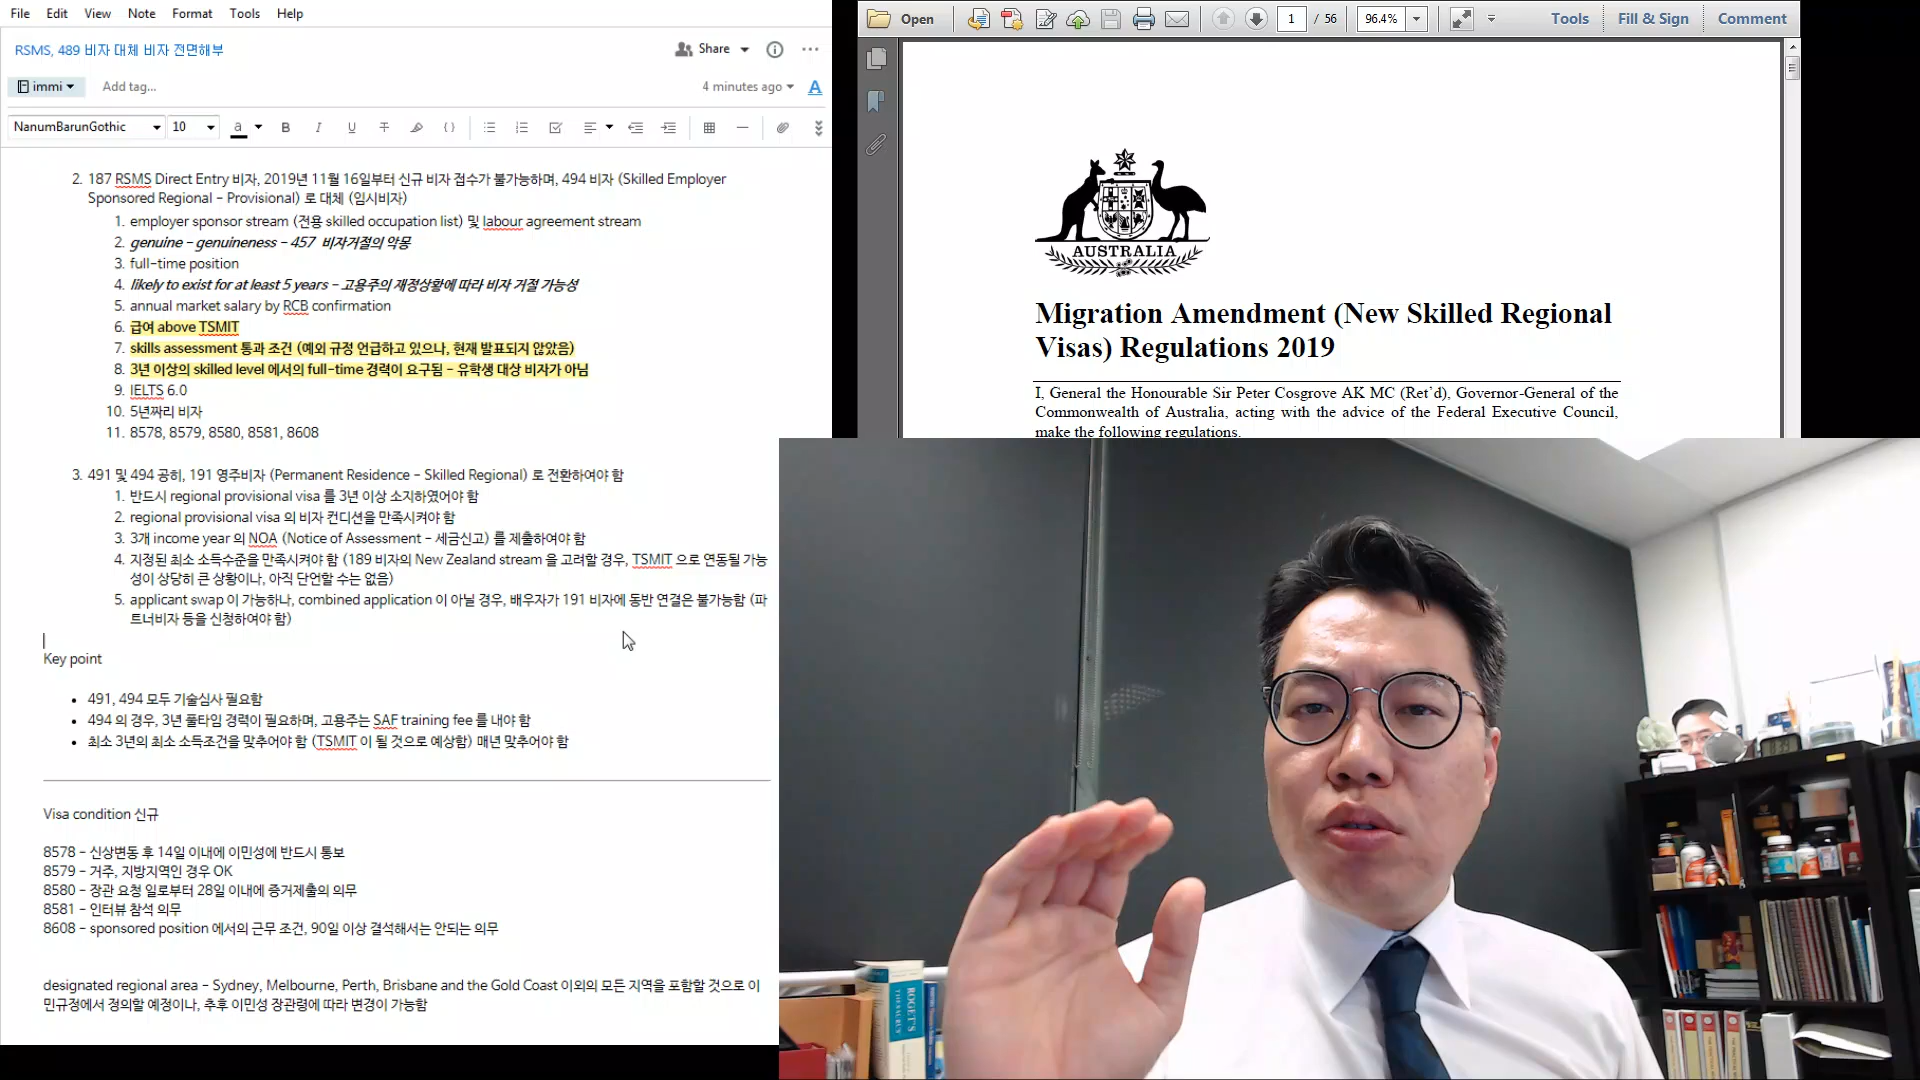 File Edit View Note Format Tools Help
RSMS, 489 비자 대체 비자 전면해부
Share
immi
Add tag...
4 minutes ago
A
NanumBarunGothic 10 a B I U T { }
2. 187 RSMS Direct Entry 비자, 2019년 11월 16일부터 신규 비자 접수가 불가능하며, 494 비자 (Skilled Employer
Sponsored Regional - Provisional) 로 대체 (임시비자)
1. employer sponsor stream (전용 skilled occupation list) 및 labour agreement stream
2. genuine - genuineness - 457 비자거절의 악몽
3. full-time position
4. likely to exist for at least 5 years - 고용주의 재정상황에 따라 비자 거절 가능성
5. annual market salary by RCB confirmation
6. 급여 above TSMIT
7. skills assessment 통과 조건 (예외 규정 언급하고 있으나, 현재 발표되지 않았음)
8. 3년 이상의 skilled level 에서의 full-time 경력이 요구됨 - 유학생 대상 비자가 아님
9. IELTS 6.0
10. 5년짜리 비자
11. 8578, 8579, 8580, 8581, 8608
3. 491 및 494 공히, 191 영주비자 (Permanent Residence - Skilled Regional) 로 전환하여야 함
1. 반드시 regional provisional visa 를 3년 이상 소지하였어야 함
2. regional provisional visa 의 비자 컨디션을 만족시켜야 함
3. 3개 income year 의 NOA (Notice of Assessment - 세금신고) 를 제출하여야 함
4. 지정된 최소 소득수준을 만족시켜야 함 (189 비자의 New Zealand stream 을 고려할 경우, TSMIT 으로 연동될 가능
성이 상당히 큰 상황이나, 아직 단언할 수는 없음)
5. applicant swap 이 가능하나, combined application 이 아닐 경우, 배우자가 191 비자에 동반 연결은 불가능함 (파
트너비자 등을 신청하여야 함)
Key point
• 491, 494 모두 기술심사 필요함
• 494 의 경우, 3년 풀타임 경력이 필요하며, 고용주는 SAF training fee 를 내야 함
• 최소 3년의 최소 소득조건을 맞추어야 함 (TSMIT 이 될 것으로 예상함) 매년 맞추어야 함
Visa condition 신규
8578 - 신상변동 후 14일 이내에 이민성에 반드시 통보
8579 - 거주, 지방지역인 경우 OK
8580 - 장관 요청 일로부터 28일 이내에 증거제출의 의무
8581 - 인터뷰 참석 의무
8608 - sponsored position 에서의 근무 조건, 90일 이상 결석해서는 안되는 의무
designated regional area - Sydney, Melbourne, Perth, Brisbane and the Gold Coast 이외의 모든 지역을 포함할 것으로 이
민규정에서 정의할 예정이나, 추후 이민성 장관령에 따라 변경이 가능함
Open 1 / 56 96.4% Tools Fill & Sign Comment
AUSTRALIA
Migration Amendment (New Skilled Regional
Visas) Regulations 2019
I, General the Honourable Sir Peter Cosgrove AK MC (Ret'd), Governor-General of the
Commonwealth of Australia, acting with the advice of the Federal Executive Council,
make the following regulations.
ROGET'S
THESAURUS